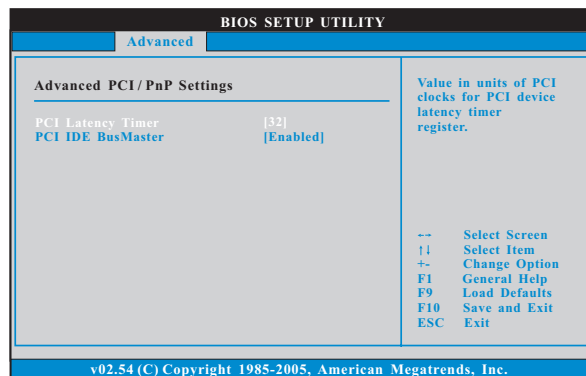 BIOS SETUP UTILITY
Advanced
Advanced PCI / PnP Settings
PCI Latency Timer [32]
PCI IDE BusMaster [Enabled]
Value in units of PCI
clocks for PCI device
latency timer
register.
←→ Select Screen
↑↓ Select Item
+- Change Option
F1 General Help
F9 Load Defaults
F10 Save and Exit
ESC Exit
v02.54 (C) Copyright 1985-2005, American Megatrends, Inc.